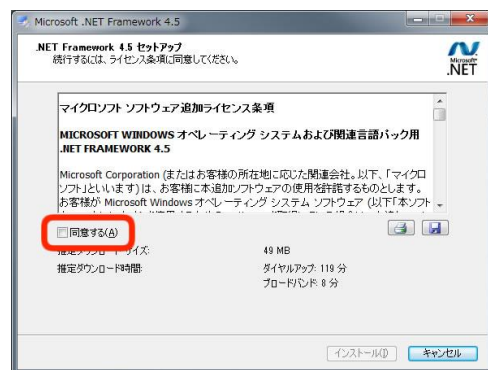 Microsoft .NET Framework 4.5
.NET Framework 4.5 セットアップ
続行するには、ライセンス条項に同意してください。
Microsoft
.NET
マイクロソフト ソフトウェア追加ライセンス条項
MICROSOFT WINDOWS オペレーティング システムおよび関連言語パック用
.NET FRAMEWORK 4.5
Microsoft Corporation (またはお客様の所在地に応じた関連会社。以下、「マイクロ
ソフト」といいます) は、お客様に本追加ソフトウェアの使用を許諾するものとします。
お客様が Microsoft Windows オペレーティング システム ソフトウェア (以下「本ソフト
同意する(A)
推定ダウンロード サイズ: 49 MB
推定ダウンロード時間: ダイヤルアップ: 119 分
ブロードバンド: 8 分
インストール(I)
キャンセル